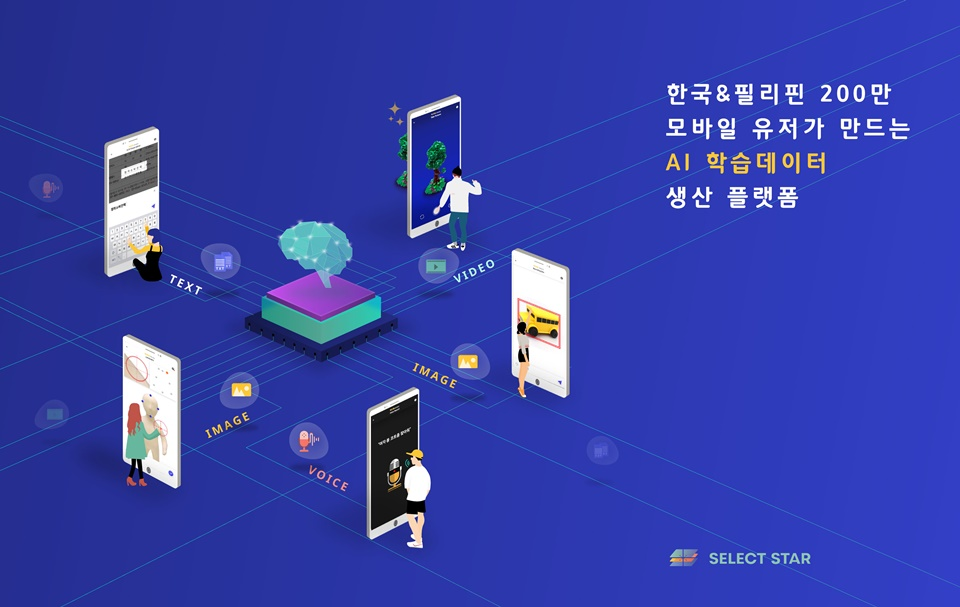 한국&필리핀 200만
모바일 유저가 만드는
AI 학습데이터
생산 플랫폼
TEXT
VIDEO
IMAGE
IMAGE
VOICE
SELECT STAR